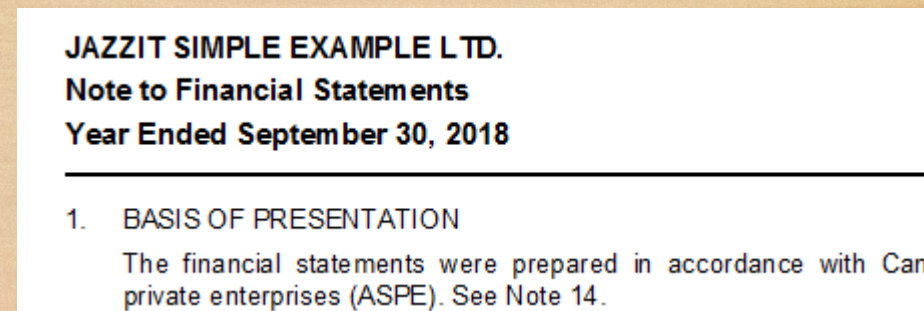 JAZZIT SIMPLE EXAMPLE LTD.
Note to Financial Statements
Year Ended September 30, 2018
1. BASIS OF PRESENTATION
The financial statements were prepared in accordance with
private enterprises (ASPE). See Note 14.